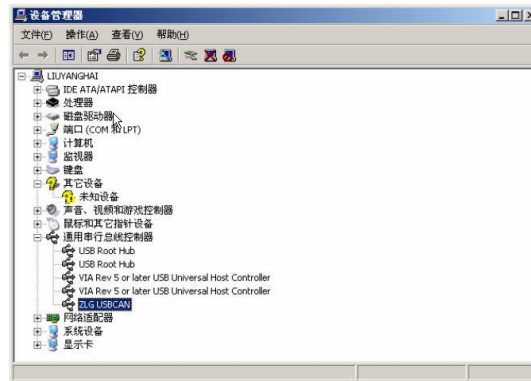 设备管理器
文件(F) 操作(A) 查看(V) 帮助(H)
LIUYANGHAI
IDE ATA/ATAPI 控制器
处理器
磁盘驱动器
端口 (COM 和 LPT)
计算机
监视器
键盘
其它设备
未知设备
声音、视频和游戏控制器
鼠标和其它指针设备
通用串行总线控制器
USB Root Hub
USB Root Hub
VIA Rev 5 or later USB Universal Host Controller
VIA Rev 5 or later USB Universal Host Controller
ZLG USBCAN
网络适配器
系统设备
显示卡